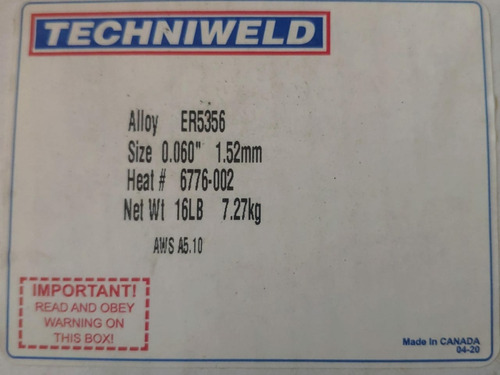 TECHNIWELD
Alloy ER5356
Size 0.060" 1.52mm
Heat # 6776-002
Net Wt 16LB 7.27kg
AWS A5.10
IMPORTANT!
READ AND OBEY
WARNING ON
THIS BOX!
Made In CANADA
04-20